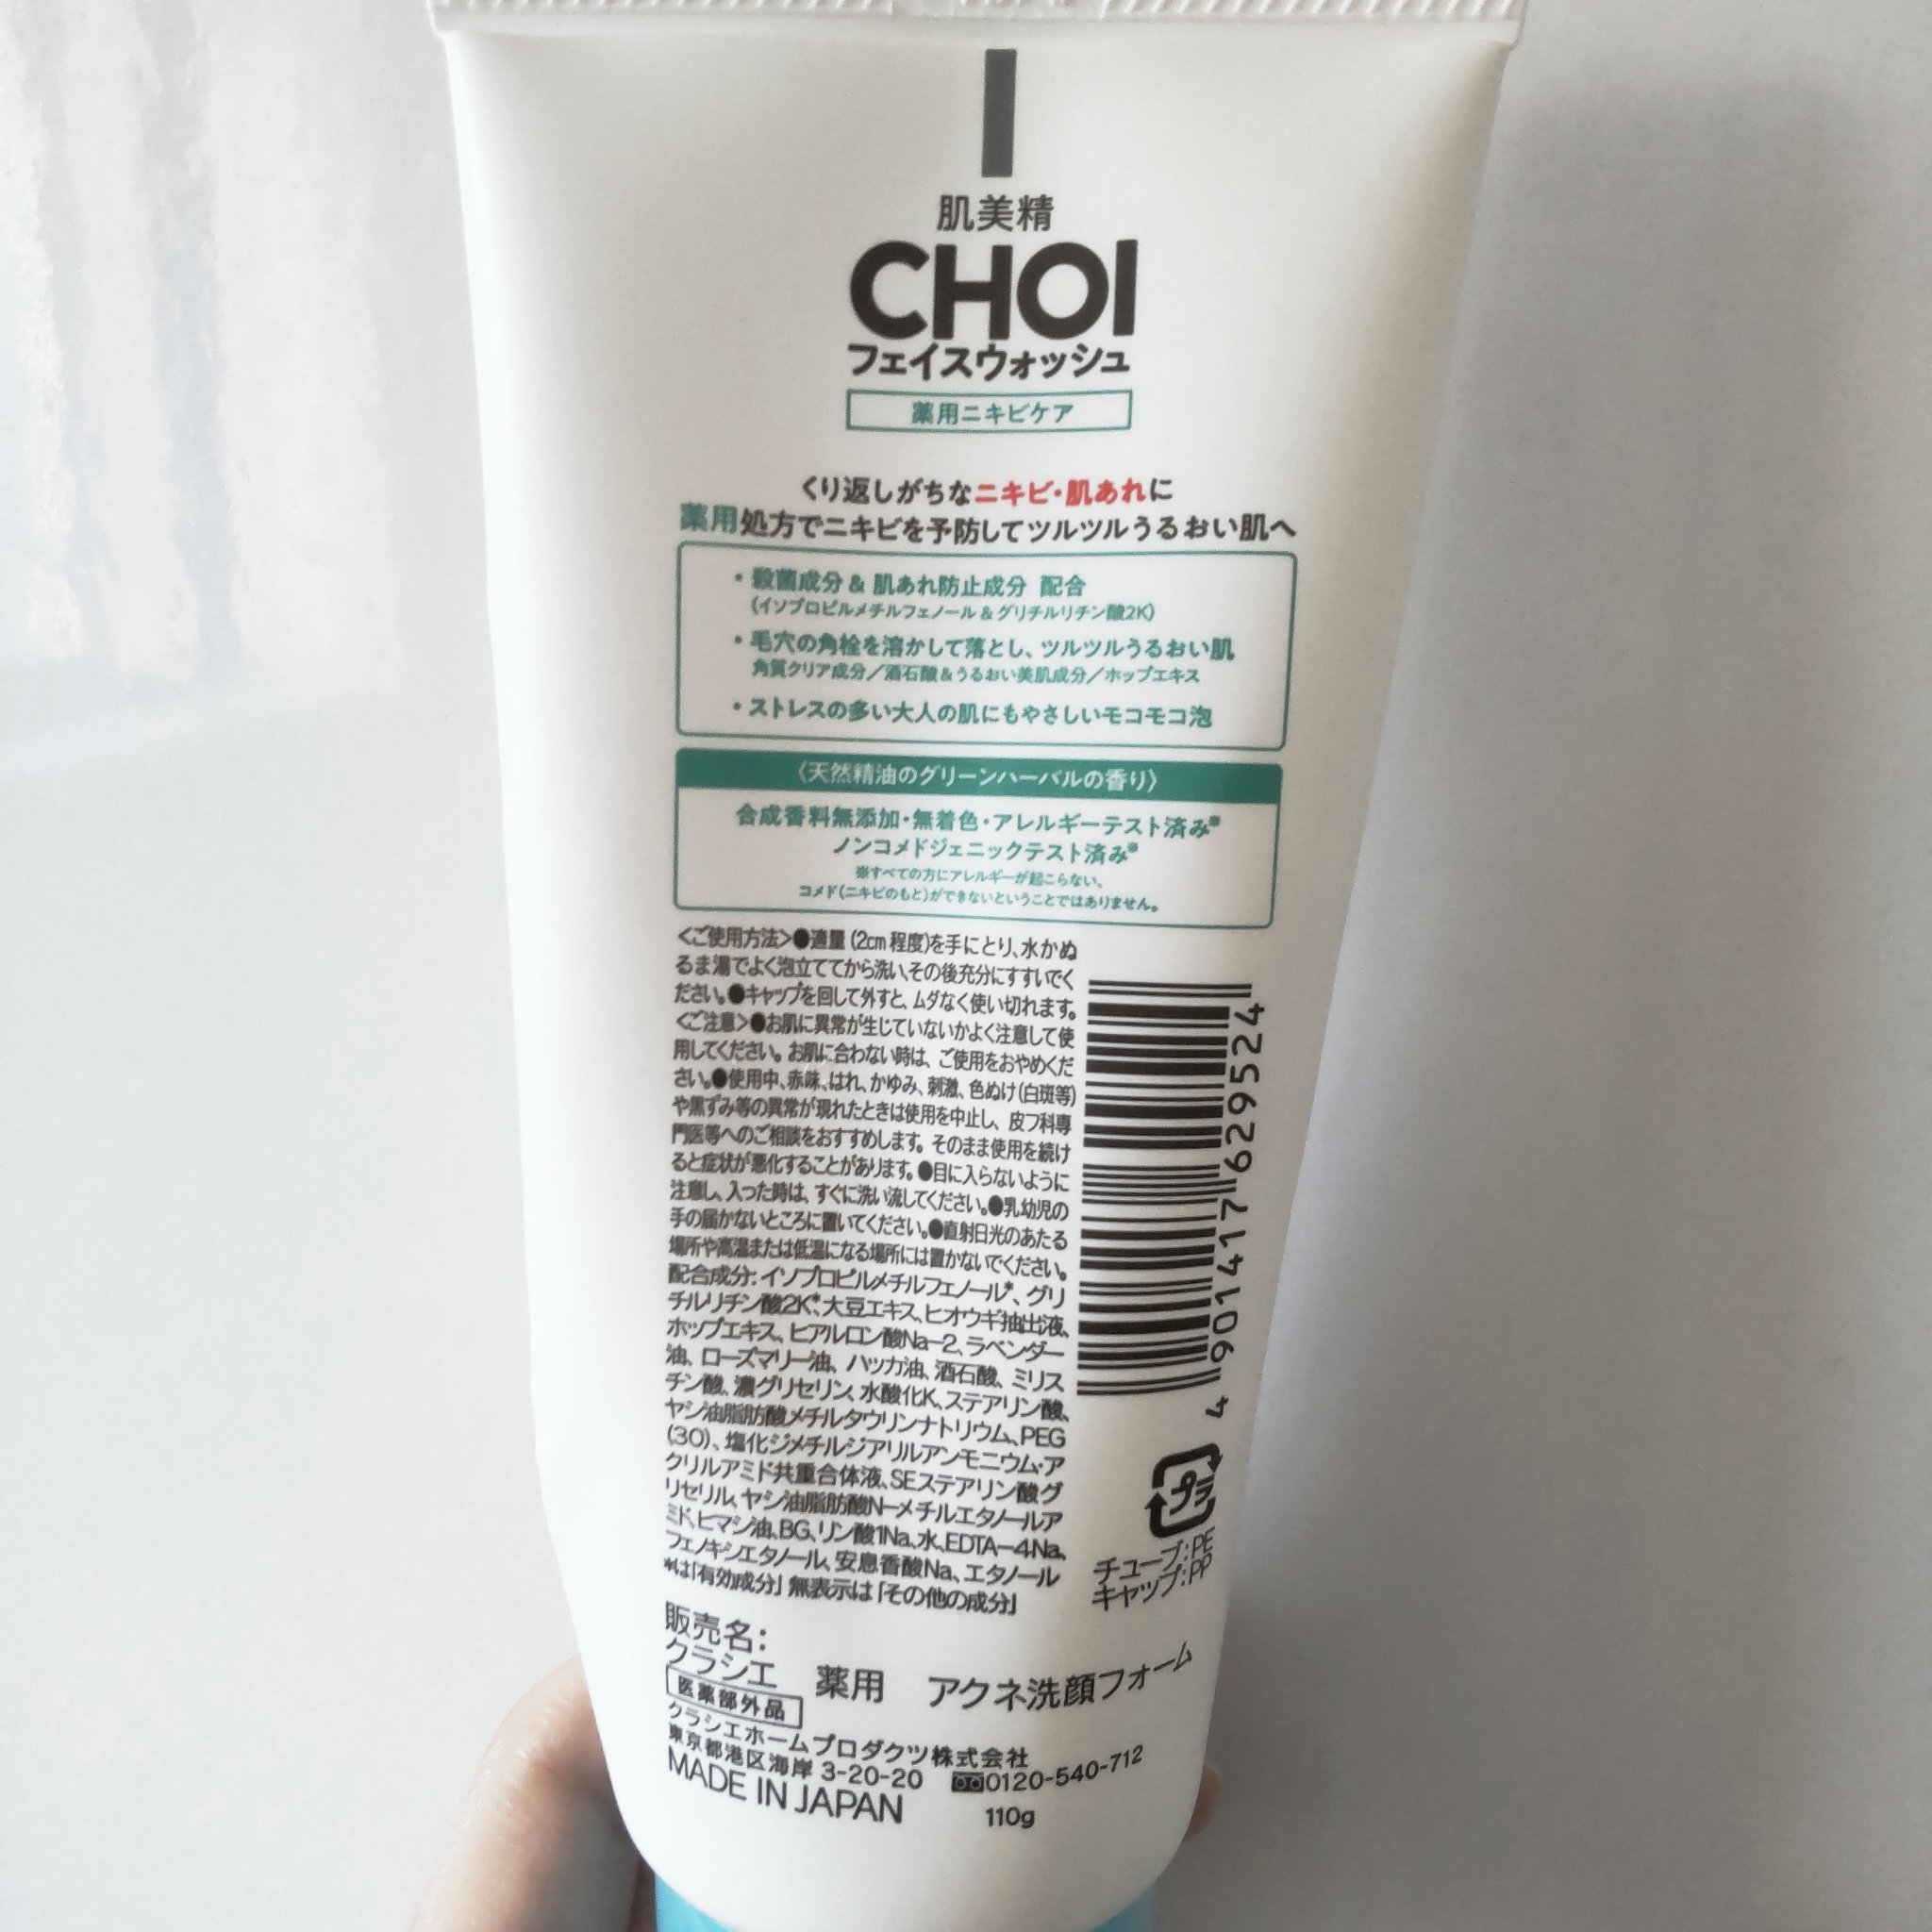 肌美精
CHOI
フェイスウォッシュ
薬用ニキビケア
くり返しがちなニキビ・肌あれに
薬用処方でニキビを予防してツルツルうるおい肌へ
・殺菌成分 & 肌あれ防止成分 配合
(イソプロピルメチルフェノール & グリチルリチン酸2K)
・毛穴の角栓を溶かして落とし、ツルツルうるおい肌
角質クリア成分/酒石酸&うるおい美肌成分/ホップエキス
・ストレスの多い大人の肌にもやさしいモコモコ泡
〈天然精油のグリーンハーバルの香り〉
合成香料無添加・無着色・アレルギーテスト済み※
ノンコメドジェニックテスト済み※
※すべての方にアレルギーが起こらない、
コメド(ニキビのもと)ができないということではありません。
<ご使用方法>●適量(2cm程度)を手にとり、水かぬ
るま湯でよく泡立ててから洗い、その後充分にすすいでく
ださい。●キャップを回して外すと、ムダなく使い切れます。
<ご注意>●お肌に異常が生じていないかよく注意して使
用してください。お肌に合わない時は、ご使用をおやめくだ
さい。●使用中、赤味、はれ、かゆみ、刺激、色ぬけ(白斑等)
や黒ずみ等の異常が現れたときは使用を中止し、皮フ科専
門医等へのご相談をおすすめします。そのまま使用を続け
ると症状が悪化することがあります。●目に入らないように
注意し、入った時は、すぐに洗い流してください。●乳幼児の
手の届かないところに置いてください。●直射日光のあたる
場所や高温または低温になる場所には置かないでください。
配合成分:イソプロピルメチルフェノール*、グリ
チルリチン酸2K*、大豆エキス、ヒオウギ抽出液、
ホップエキス、ヒアルロン酸Na-2、ラベンダー
油、ローズマリー油、ハッカ油、酒石酸、ミリス
チン酸、濃グリセリン、水酸化K、ステアリン酸、
ヤシ油脂肪酸メチルタウリンナトリウム、PEG
(30)、塩化ジメチルジアリルアンモニウム・ア
クリルアミド共重合体液、SEステアリン酸グ
リセリル、ヤシ油脂肪酸N-メチルエタノールア
ミド、ヒマシ油、BG、リン酸1Na、水、EDTA-4Na、
フェノキシエタノール、安息香酸Na、エタノール
*は「有効成分」無表示は「その他の成分」
4 901417 629524
プラ
チューブ:PE
キャップ:PP
販売名:
クラシエ 薬用 アクネ洗顔フォーム
医薬部外品
クラシエホームプロダクツ株式会社
東京都港区海岸 3-20-20 0120-540-712
MADE IN JAPAN 110g